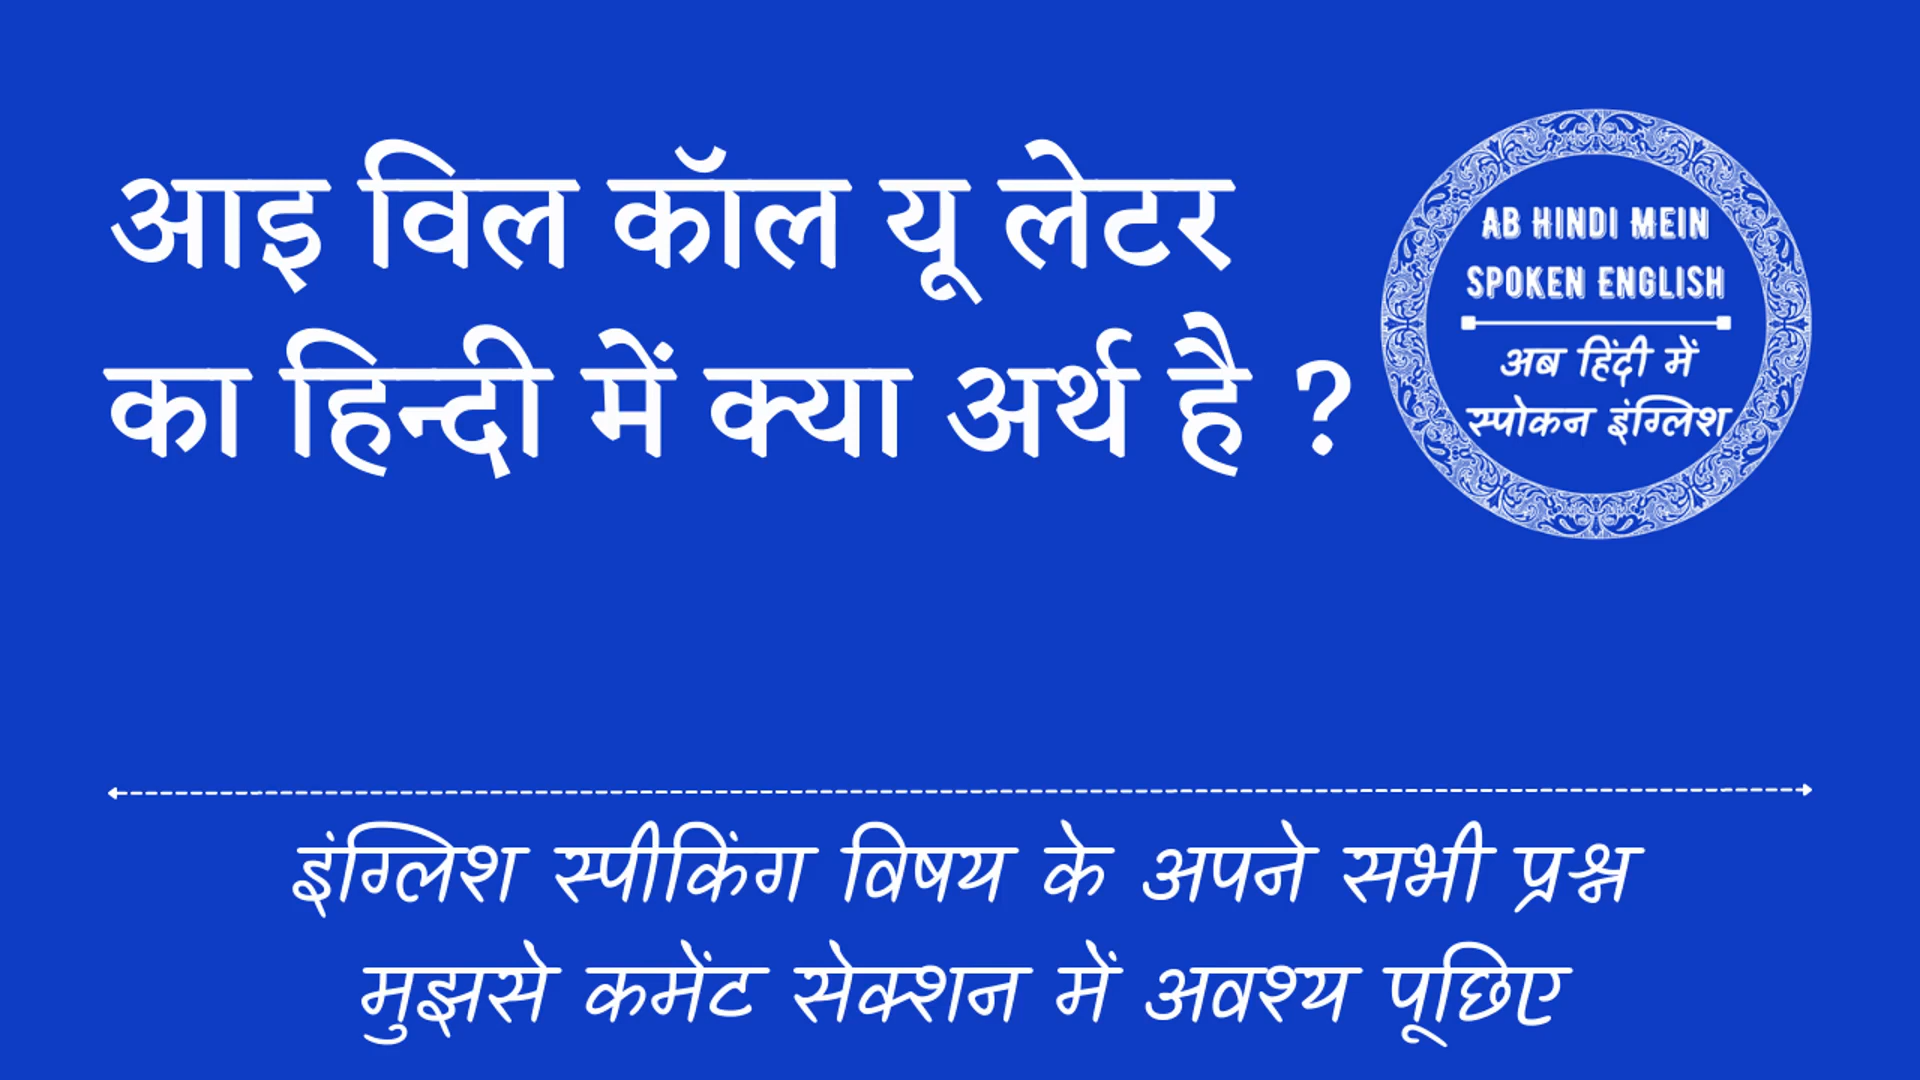 आइ विल कॉल यू लेटर
का हिन्दी में क्या अर्थ है ?
AB HINDI MEIN
SPOKEN ENGLISH
अब हिंदी में
स्पोकन इंग्लिश
इंग्लिश स्पीकिंग विषय के अपने सभी प्रश्न
मुझसे कमेंट सेक्शन में अवश्य पूछिए